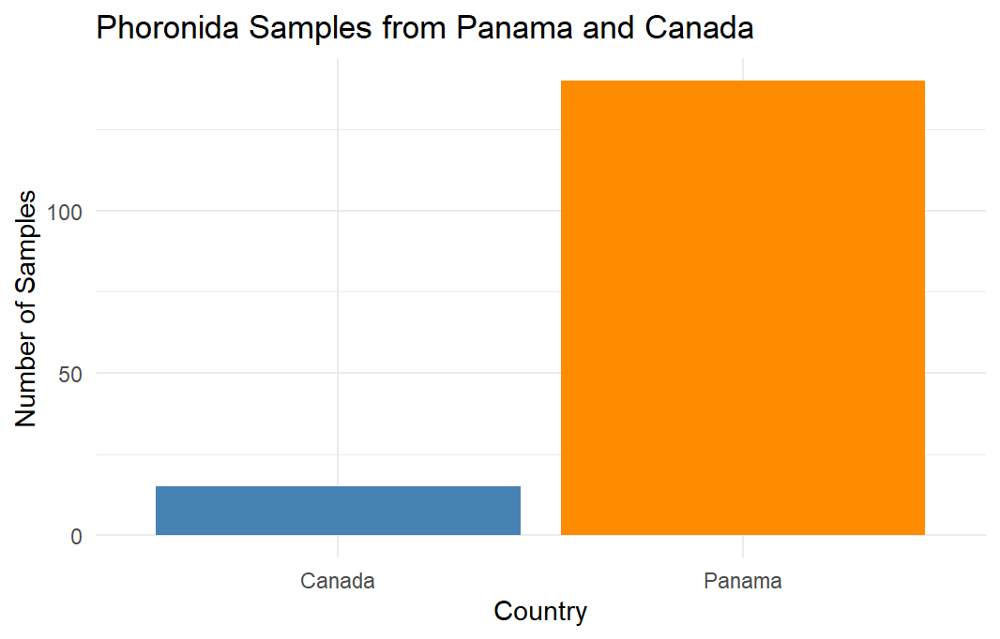 Phoronida Samples from Panama and Canada
Number of Samples
100
50
0
Canada
Panama
Country